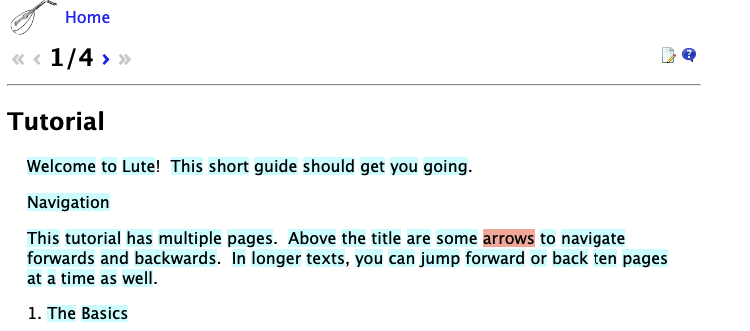 Home
« ‹ 1/4 › »
Tutorial
Welcome to Lute! This short guide should get you going.
Navigation
This tutorial has multiple pages. Above the title are some arrows to navigate
forwards and backwards. In longer texts, you can jump forward or back ten pages
at a time as well.
1. The Basics